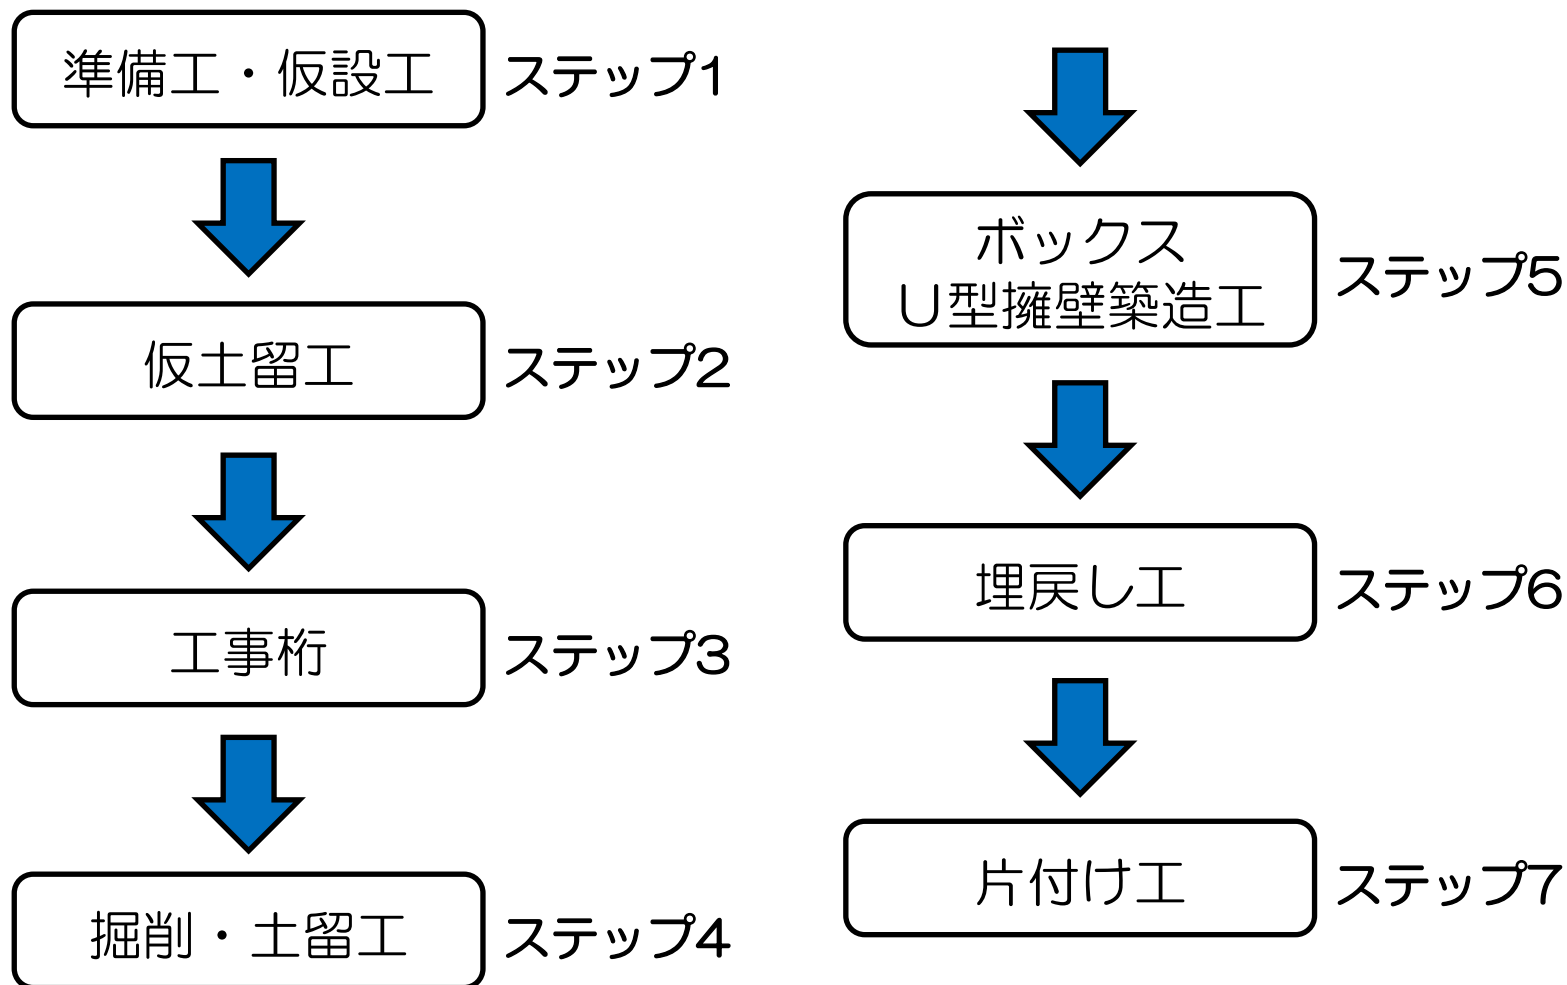 準備工・仮設工
ステップ1
仮土留工
ステップ2
工事桁
ステップ3
掘削・土留工
ステップ4
ボックス
U型擁壁築造工
ステップ5
埋戻し工
ステップ6
片付け工
ステップ7